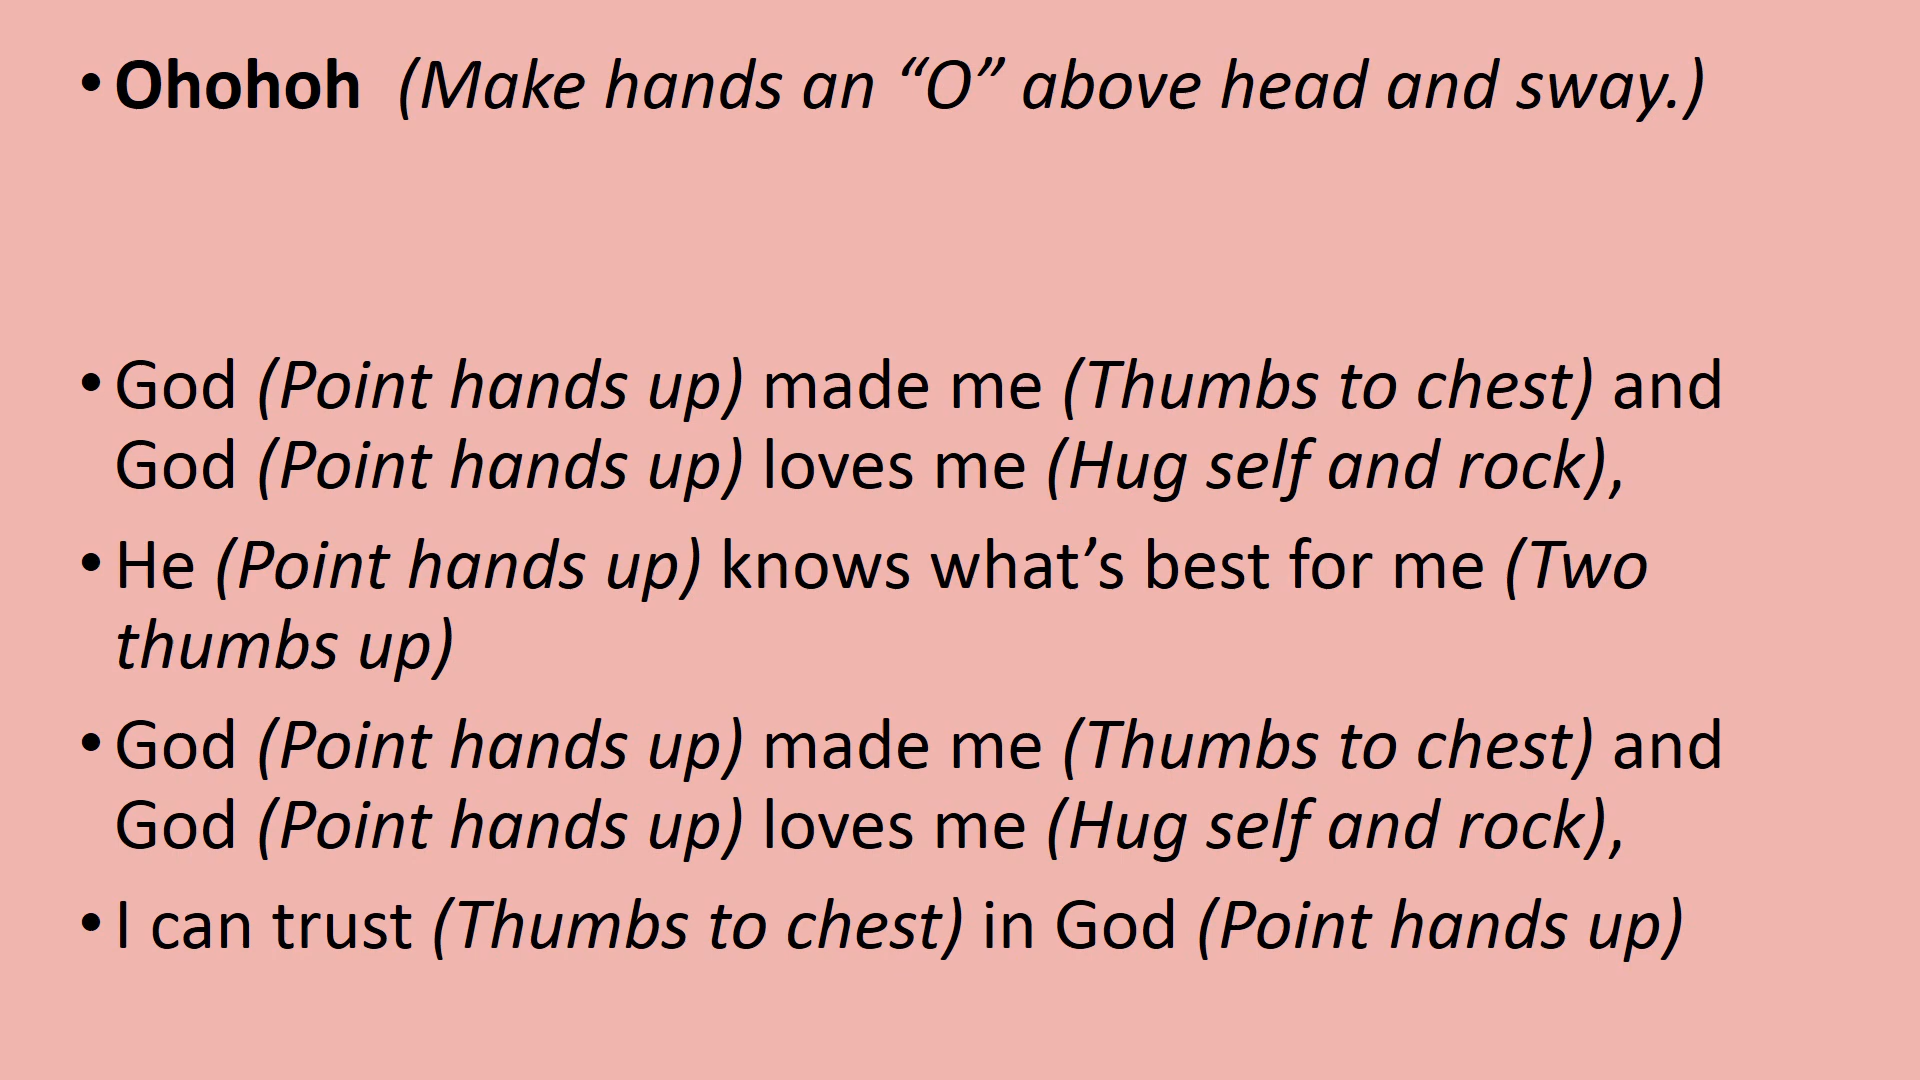 • Ohohoh (Make hands an “O” above head and sway.)
• God (Point hands up) made me (Thumbs to chest) and
God (Point hands up) loves me (Hug self and rock),
• He (Point hands up) knows what’s best for me (Two
thumbs up)
• God (Point hands up) made me (Thumbs to chest) and
God (Point hands up) loves me (Hug self and rock),
• I can trust (Thumbs to chest) in God (Point hands up)